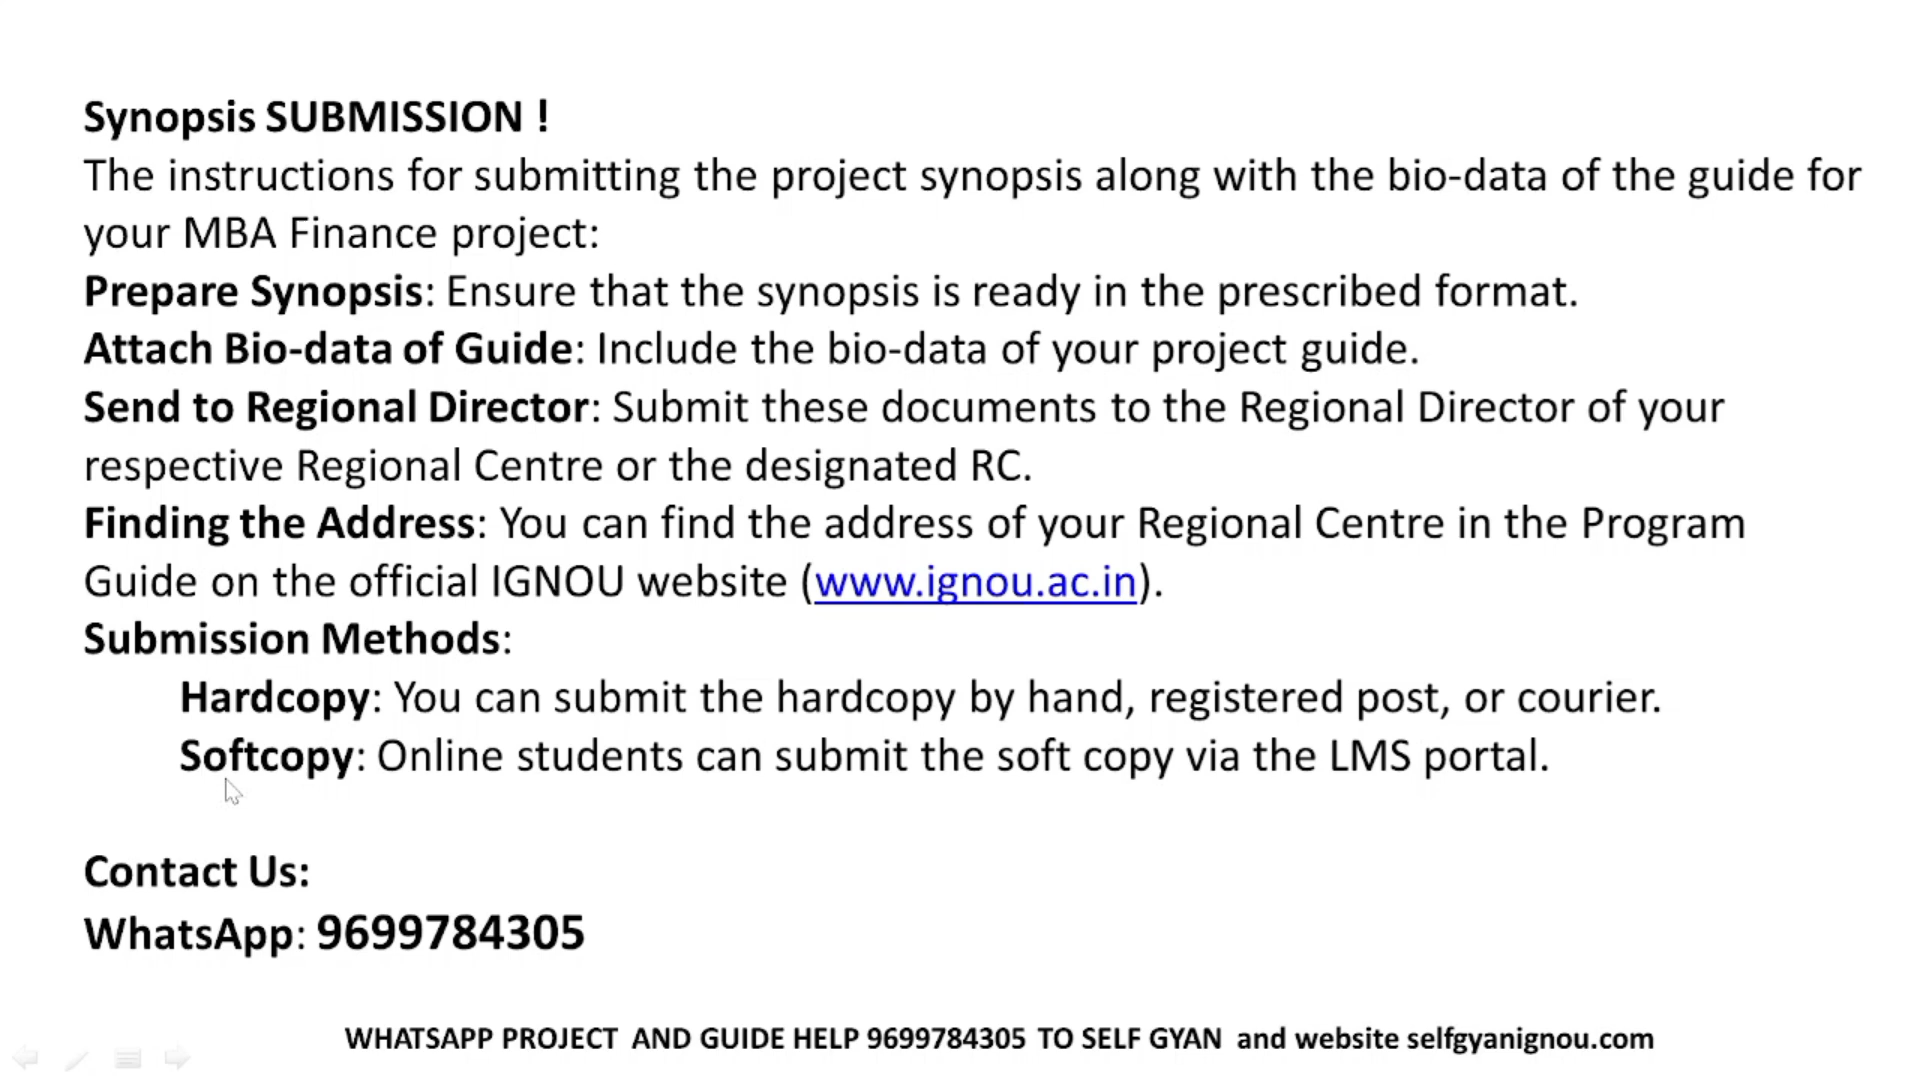 Synopsis SUBMISSION !
The instructions for submitting the project synopsis along with the bio-data of the guide for
your MBA Finance project:
Prepare Synopsis: Ensure that the synopsis is ready in the prescribed format.
Attach Bio-data of Guide: Include the bio-data of your project guide.
Send to Regional Director: Submit these documents to the Regional Director of your
respective Regional Centre or the designated RC.
Finding the Address: You can find the address of your Regional Centre in the Program
Guide on the official IGNOU website (www.ignou.ac.in).
Submission Methods:
Hardcopy: You can submit the hardcopy by hand, registered post, or courier.
Softcopy: Online students can submit the soft copy via the LMS portal.
Contact Us:
WhatsApp: 9699784305
WHATSAPP PROJECT AND GUIDE HELP 9699784305 TO SELF GYAN and website selfgyanignou.com